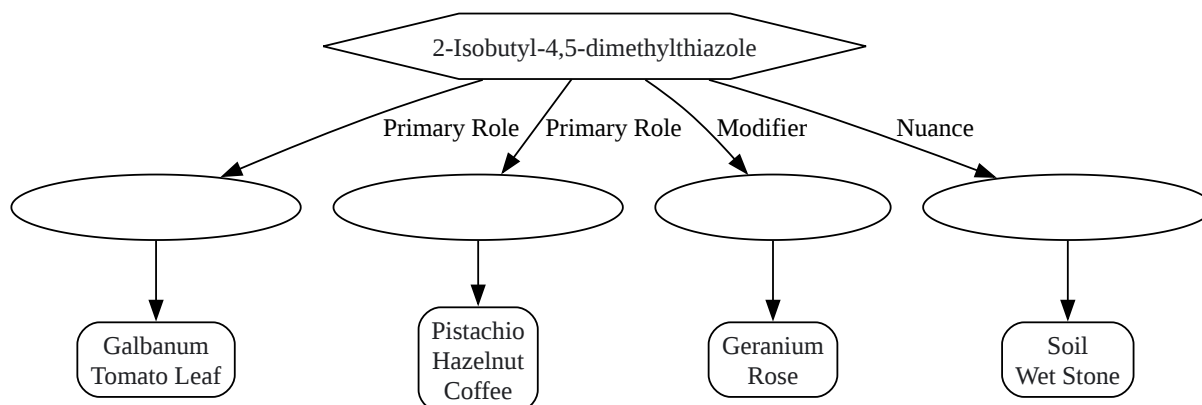 2-Isobutyl-4,5-dimethylthiazole
Primary Role
Primary Role
Modifier
Nuance
Galbanum
Tomato Leaf
Pistachio
Hazelnut
Coffee
Geranium
Rose
Soil
Wet Stone